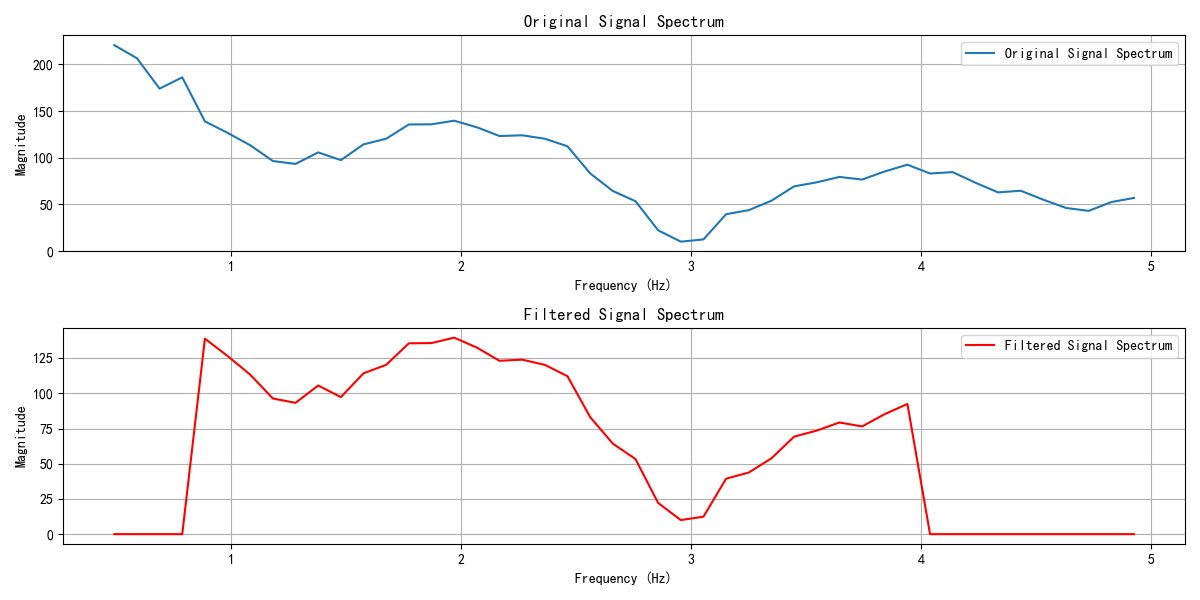 Original Signal Spectrum
Original Signal Spectrum
Magnitude
200
150
100
50
0
1 2 3 4 5
Frequency (Hz)
Filtered Signal Spectrum
Filtered Signal Spectrum
Magnitude
125
100
75
50
25
0
1 2 3 4 5
Frequency (Hz)